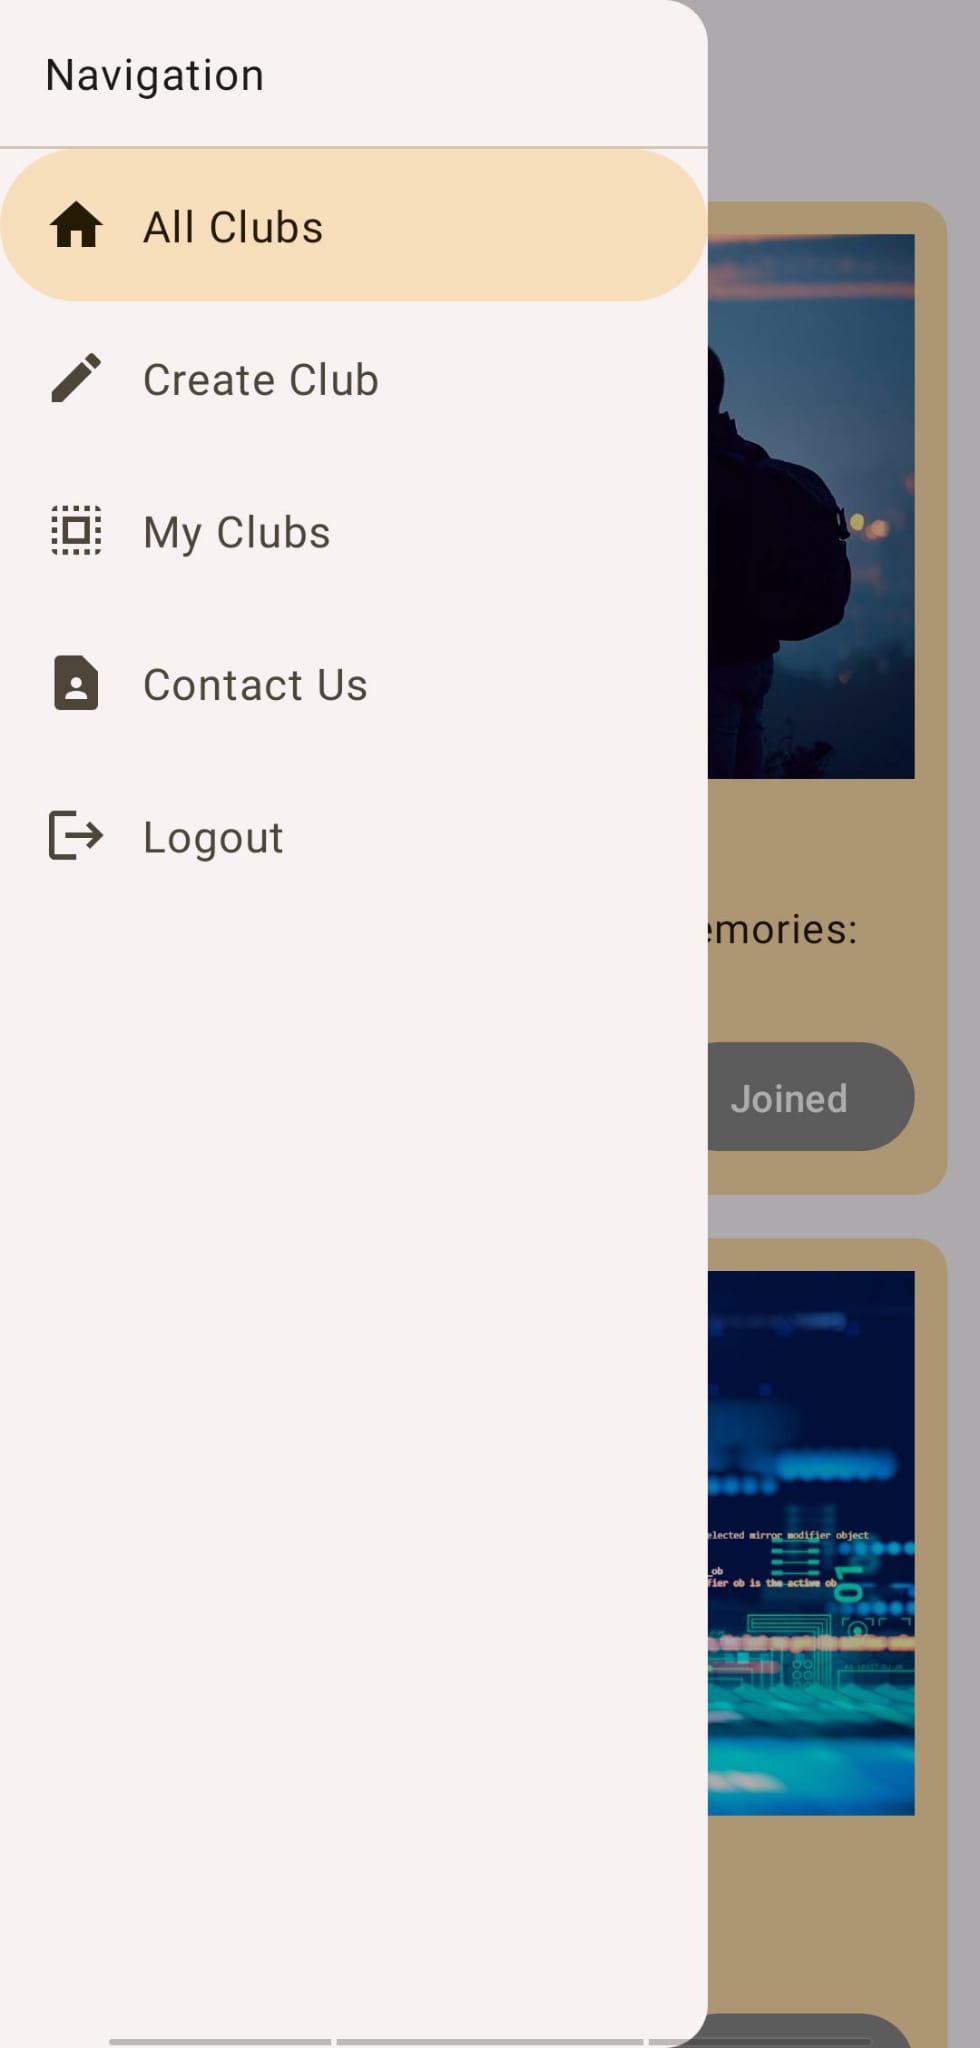 Navigation
All Clubs
Create Club
My Clubs
Contact Us
Logout
emories:
Joined
elected mirror modifier object
_ob
fier ob is the active ob
01